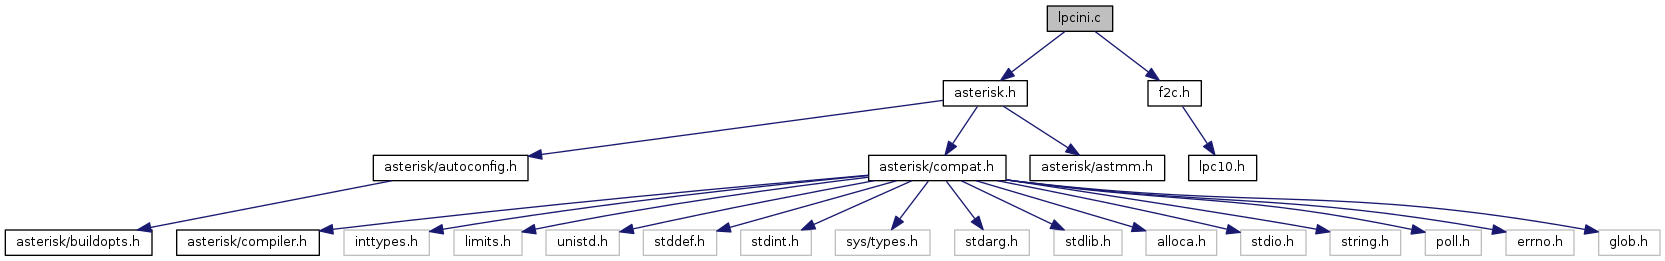 lpcini.c
asterisk.h
f2c.h
asterisk/autoconfig.h
asterisk/compat.h
asterisk/astmm.h
lpc10.h
asterisk/buildopts.h
asterisk/compiler.h
inttypes.h
limits.h
unistd.h
stddef.h
stdint.h
sys/types.h
stdarg.h
stdlib.h
alloca.h
stdio.h
string.h
poll.h
errno.h
glob.h